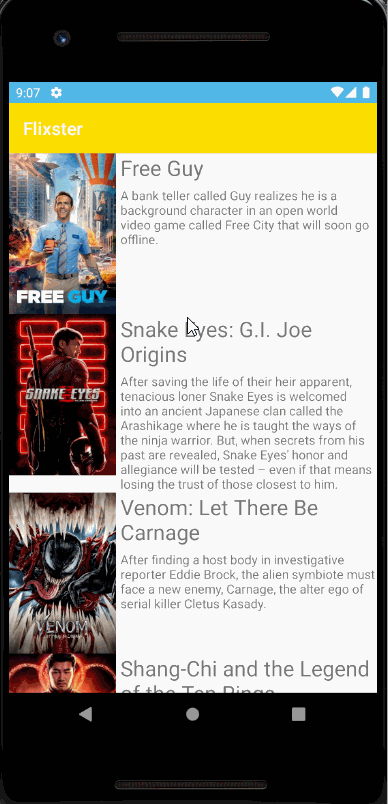 9:07
Flixster
FREE GUY
Free Guy
A bank teller called Guy realizes he is a
background character in an open world
video game called Free City that will soon go
offline.
SNAKE EYES
Snake Eyes: G.I. Joe
Origins
After saving the life of their heir apparent,
tenacious loner Snake Eyes is welcomed
into an ancient Japanese clan called the
Arashikage where he is taught the ways of
the ninja warrior. But, when secrets from his
past are revealed, Snake Eyes' honor and
allegiance will be tested – even if that means
losing the trust of those closest to him.
VENOM
Venom: Let There Be
Carnage
After finding a host body in investigative
reporter Eddie Brock, the alien symbiote must
face a new enemy, Carnage, the alter ego of
serial killer Cletus Kasady.
Shang-Chi and the Legend
of the Ten Rings